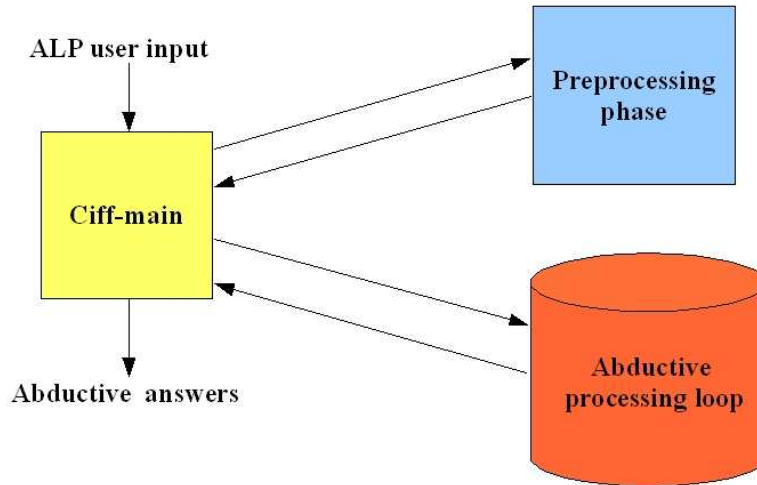 ALP user input
Preprocessing
phase
Ciff-main
Abductive
processing loop
Abductive answers